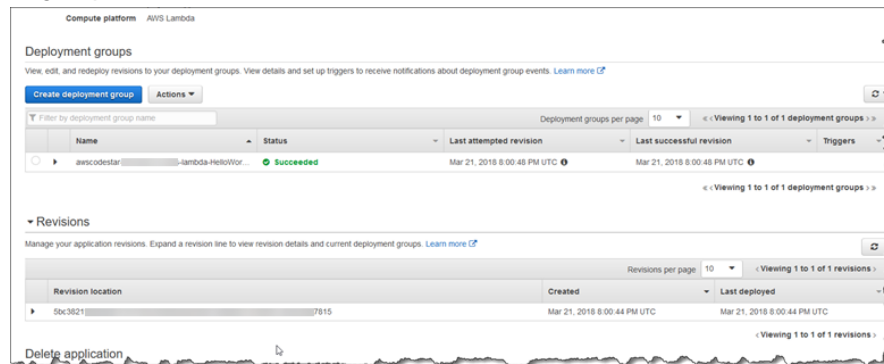 Compute platform AWS Lambda
Deployment groups
View, edit, and redeploy revisions to your deployment groups. View details and set up triggers to receive notifications about deployment group events. Learn more
Create deployment group Actions
Filter by deployment group name Deployment groups per page 10 Viewing 1 to 1 of 1 deployment groups
Name Status Last attempted revision Last successful revision Triggers
awscodestar -lambda-HelloWor... Succeeded Mar 21, 2018 8:00:48 PM UTC Mar 21, 2018 8:00:48 PM UTC
Viewing 1 to 1 of 1 deployment groups
Revisions
Manage your application revisions. Expand a revision line to view revision details and current deployment groups. Learn more
Revisions per page 10 Viewing 1 to 1 of 1 revisions
Revision location Created Last deployed
5bc3821 7815 Mar 21, 2018 8:00:44 PM UTC Mar 21, 2018 8:00:44 PM UTC
Viewing 1 to 1 of 1 revisions
Delete application